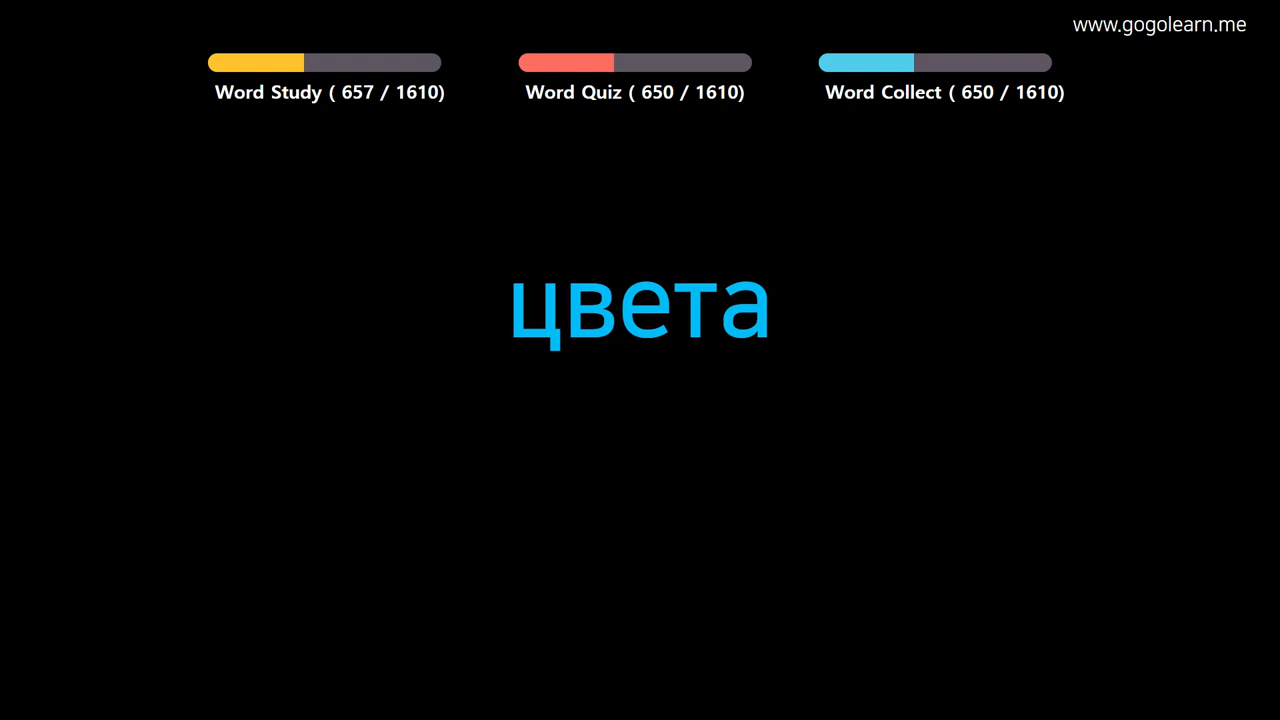 www.gogolearn.me
Word Study ( 657 / 1610)
Word Quiz ( 650 / 1610)
Word Collect ( 650 / 1610)
цвета